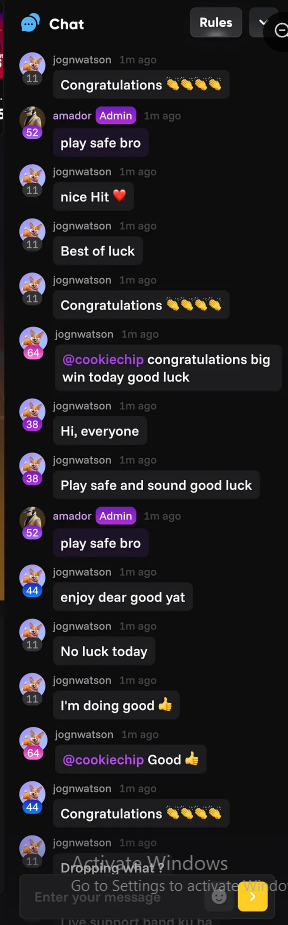 Chat
Rules
jognwatson 1m ago
11
Congratulations 👏👏👏👏
amador Admin 1m ago
52
play safe bro
jognwatson 1m ago
11
nice Hit ❤️
jognwatson 1m ago
11
Best of luck
jognwatson 1m ago
11
Congratulations 👏👏👏👏
jognwatson 1m ago
64
@cookiechip congratulations big
win today good luck
jognwatson 1m ago
38
Hi, everyone
jognwatson 1m ago
38
Play safe and sound good luck
amador Admin 1m ago
52
play safe bro
jognwatson 1m ago
44
enjoy dear good yat
jognwatson 1m ago
11
No luck today
jognwatson 1m ago
11
I'm doing good 👍
jognwatson 1m ago
64
@cookiechip Good 👍
jognwatson 1m ago
44
Congratulations 👏👏👏👏
jognwatson 1m ago
11
Dropping what ?
Activate Windows
Go to Settings to activate Windo
Enter your message
Live support band ku ha